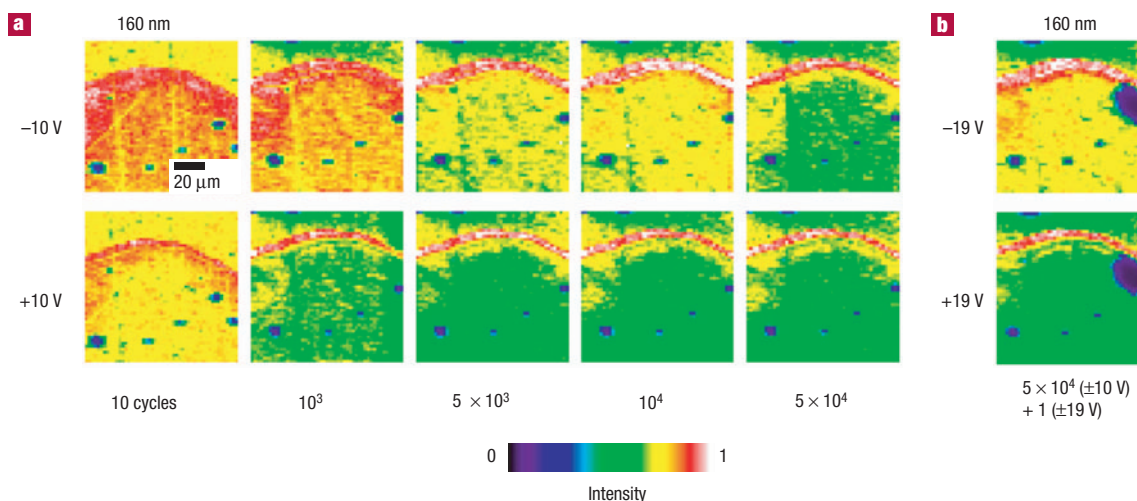 a
160 nm
b
160 nm
–10 V
20 μm
–19 V
+10 V
+19 V
10 cycles
10³
5 × 10³
10⁴
5 × 10⁴
5 × 10⁴ (±10 V)
+ 1 (±19 V)
0
1
Intensity